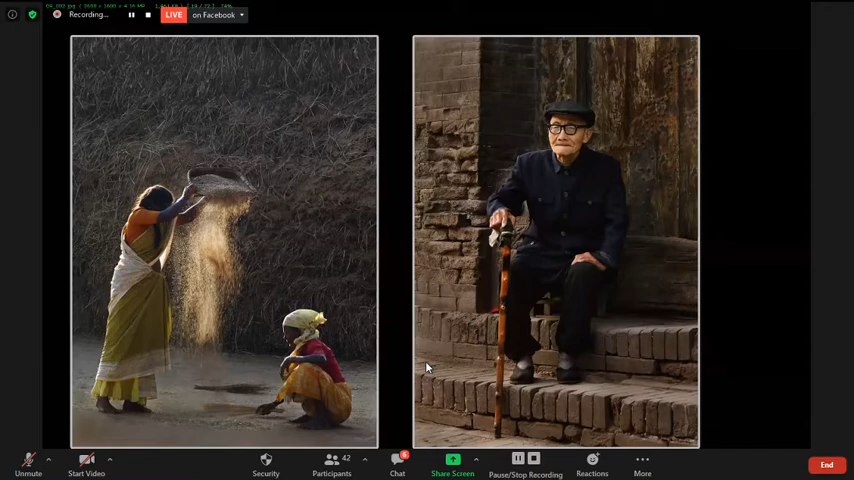 Recording...
LIVE
on Facebook
6
42
Unmute
Start Video
Security
Participants
Chat
Share Screen
Pause/Stop Recording
Reactions
More
End